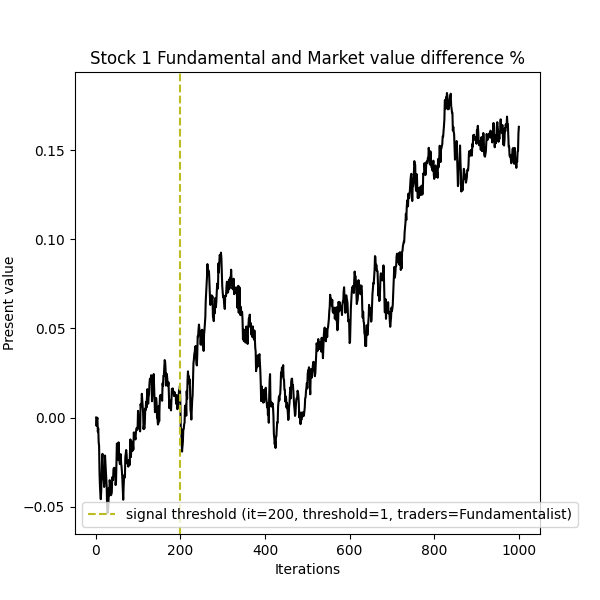 Stock 1 Fundamental and Market value difference %
Present value
0.15
0.10
0.05
0.00
−0.05
signal threshold (it=200, threshold=1, traders=Fundamentalist)
0 200 400 600 800 1000
Iterations